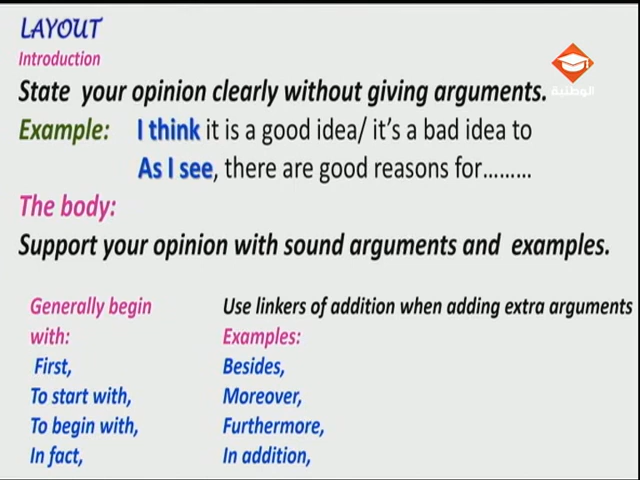 LAYOUT
Introduction
State your opinion clearly without giving arguments.
الوطنية
Example: I think it is a good idea/ it's a bad idea to
As I see, there are good reasons for.........
The body:
Support your opinion with sound arguments and examples.
Generally begin with:
First,
To start with,
To begin with,
In fact,
Use linkers of addition when adding extra arguments
Examples:
Besides,
Moreover,
Furthermore,
In addition,